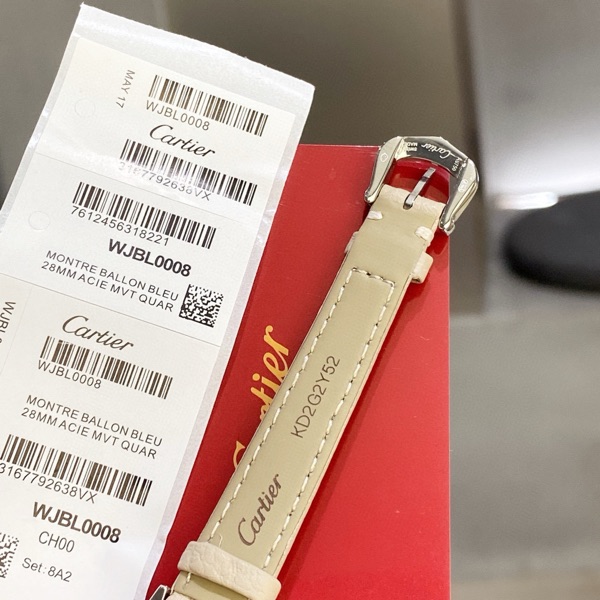 MAY 17
WJBL0008
Cartier
3167792638VX
7612456318221
WJBL0008
MONTRE BALLON BLEU
28MM ACIE MVT QUAR
Cartier
WJBL0008
MONTRE BALLON BLEU
28MM ACIE MVT QUAR
3167792638VX
WJBL0008
CH00
Set: 8A2
WJBL0
Cartier
Cartier
KD2G2Y52
Cartier